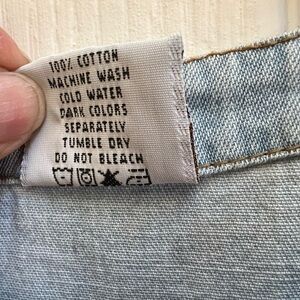 100% COTTON
MACHINE WASH
COLD WATER
DARK COLORS
SEPARATELY
TUMBLE DRY
DO NOT BLEACH